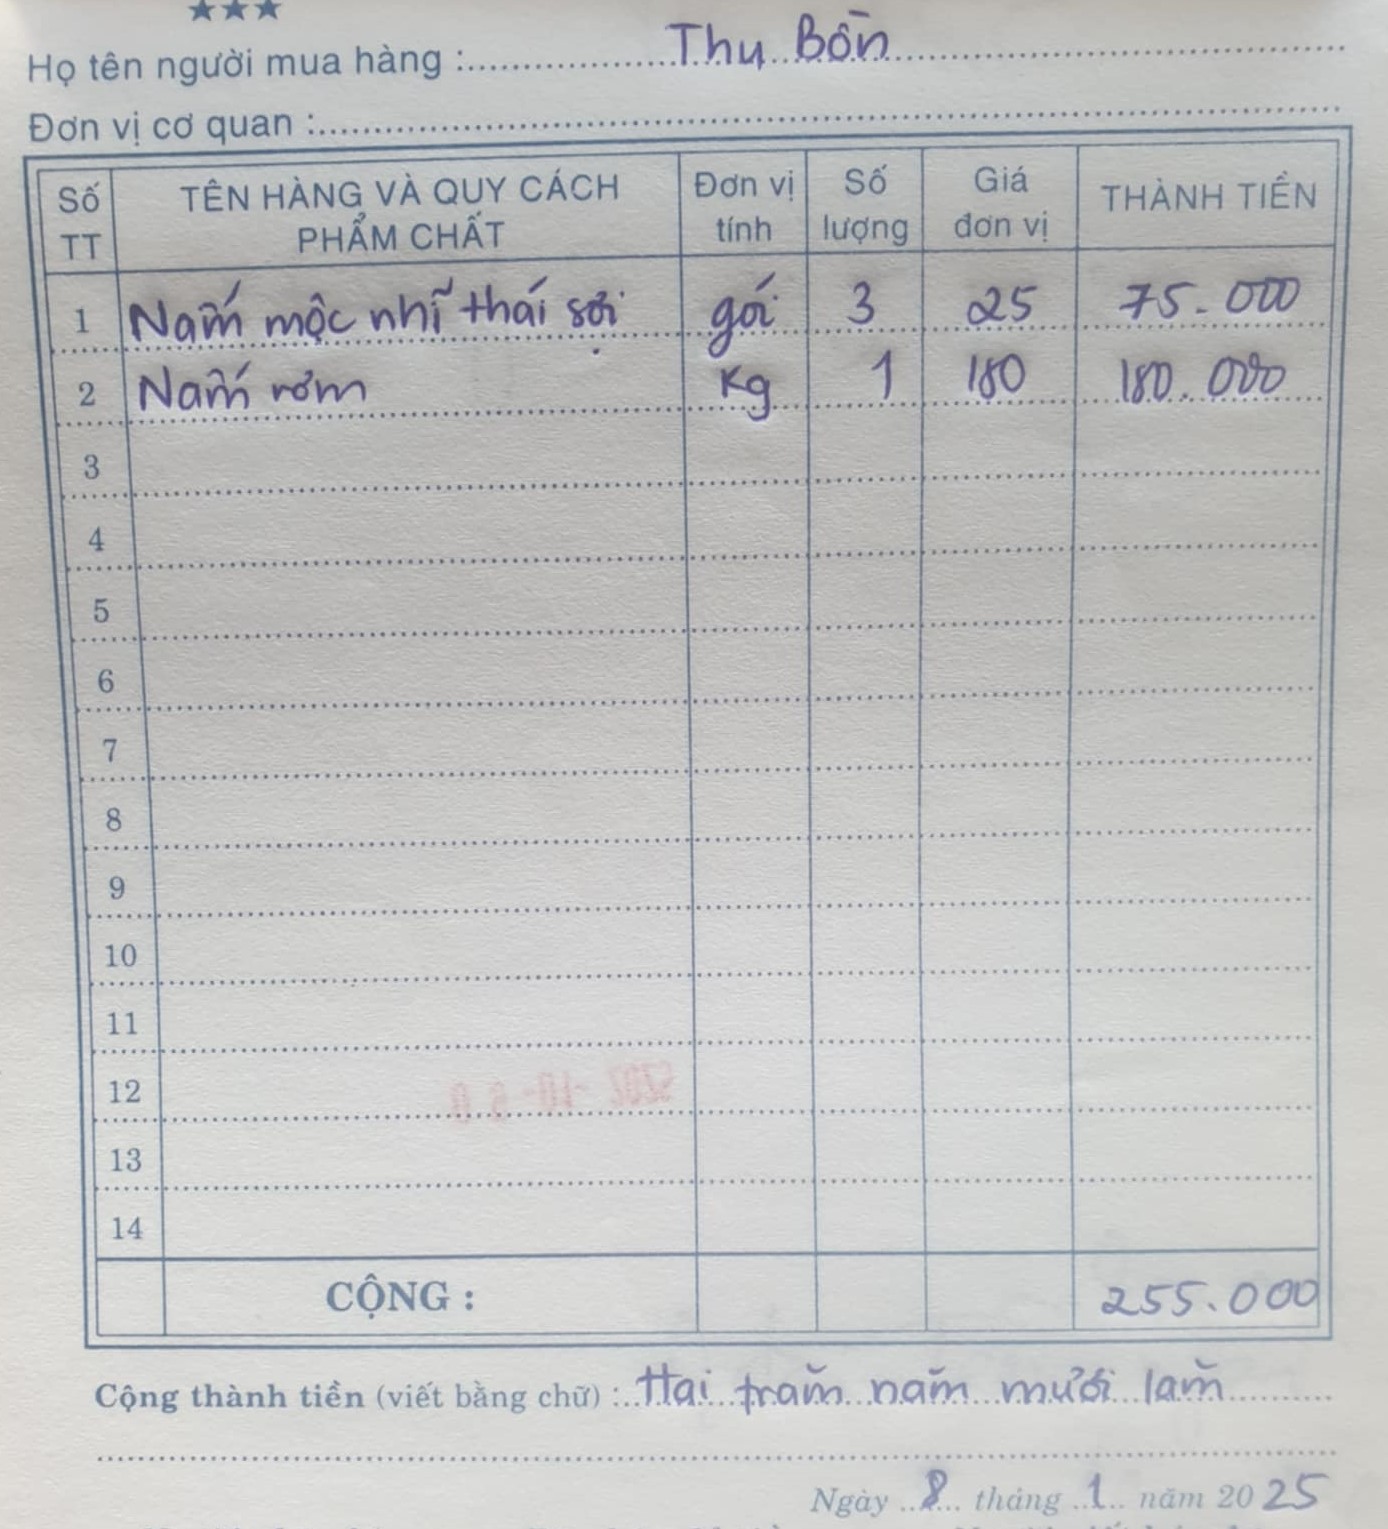 Họ tên người mua hàng : Thu Bồn
Đơn vị cơ quan :
Số TT TÊN HÀNG VÀ QUY CÁCH PHẨM CHẤT Đơn vị tính Số lượng Giá đơn vị THÀNH TIỀN
1 Nấm mộc nhĩ thái sợi gói 3 25 75.000
2 Nấm rơm Kg 1 180 180.000
3
4
5
6
7
8
9
10
11
12
13
14
CỘNG : 255.000
Cộng thành tiền (viết bằng chữ) : Hai trăm năm mươi lăm
Ngày 8 tháng 1 năm 2025